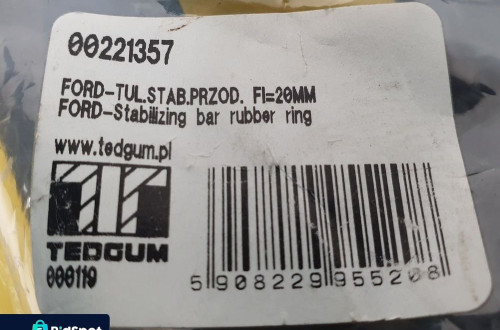 00221357
FORD-TUL.STAB.PRZOD. FI=20MM
FORD-Stabilizing bar rubber ring
www.tedgum.pl
TEDGUM
000119
5 908229 955208
BidSpot